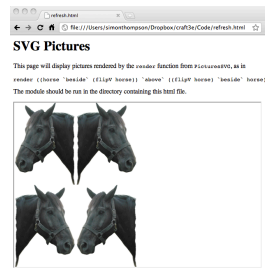 refresh.html
file:///Users/simonthompson/Dropbox/craft3e/Code/refresh.html
SVG Pictures
This page will display pictures rendered by the render function from PicturesSVG, as in
render ((horse `beside` (flipV horse)) `above` ((flipV horse) `beside` horse)
The module should be run in the directory containing this html file.